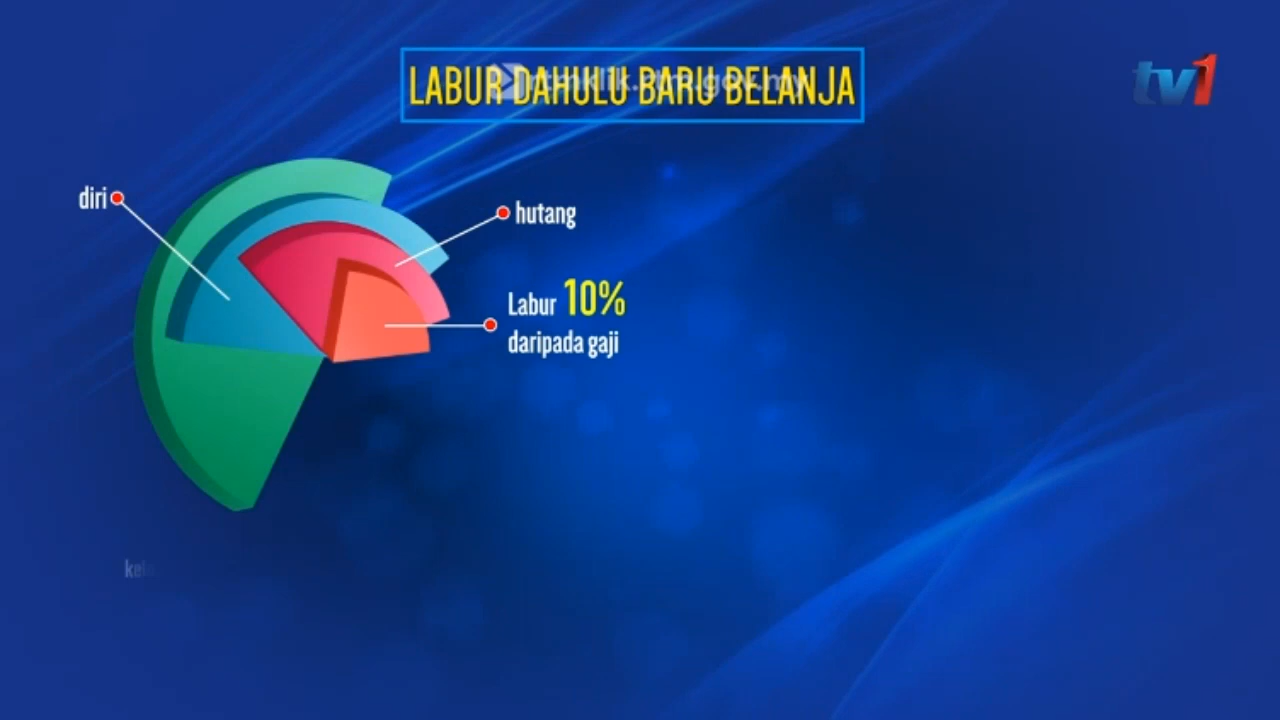 LABUR DAHULU BARU BELANJA
tv1
diri
hutang
Labur 10%
daripada gaji